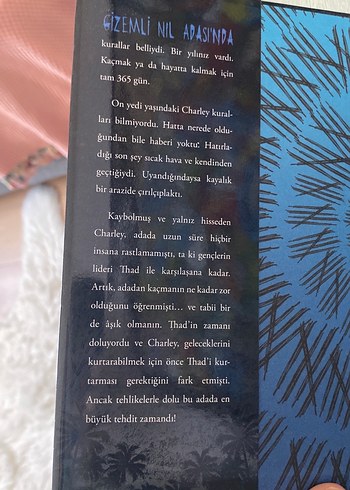 GİZEMLİ NIL ADASI'NDA
kurallar belliydi. Bir yılınız vardı.
Kaçmak ya da hayatta kalmak için
tam 365 gün.
On yedi yaşındaki Charley kural-
ları bilmiyordu. Hatta nerede oldu-
ğundan bile haberi yoktu. Hatırla-
dığı son şey sıcak hava ve kendinden
geçtiğiydi. Uyandığındaysa kayalık
bir arazide çırılçıplaktı.
Kaybolmuş ve yalnız hisseden
Charley, adada uzun süre hiçbir
insana rastlamamıştı, ta ki gençlerin
lideri Thad ile karşılaşana kadar.
Artık, adadan kaçmanın ne kadar zor
olduğunu öğrenmişti... ve tabii bir
de âşık olmanın. Thad'in zamanı
doluyordu ve Charley, geleceklerini
kurtarabilmek için önce Thad'i kur-
tarması gerektiğini fark etmişti.
Ancak tehlikelerle dolu bu adada en
büyük tehdit zamandı!